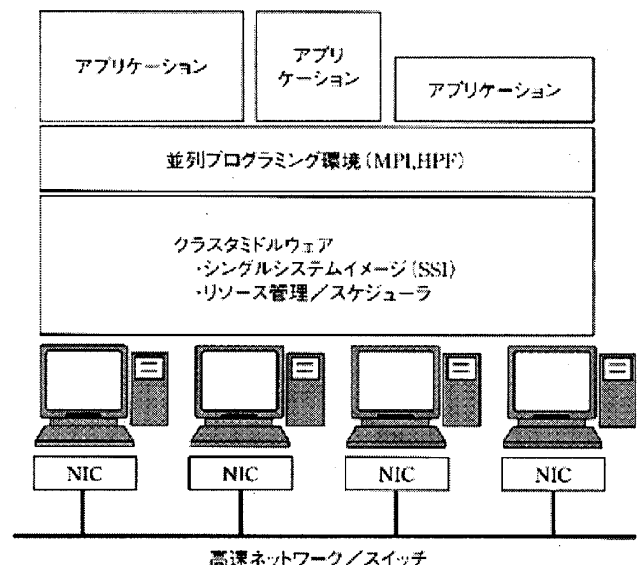 アプリケーション
アプリ
ケーション
アプリケーション
並列プログラミング環境(MPI,HPF)
クラスタミドルウェア
・シングルシステムイメージ(SSI)
・リソース管理/スケジューラ
NIC
NIC
NIC
NIC
高速ネットワーク/スイッチ